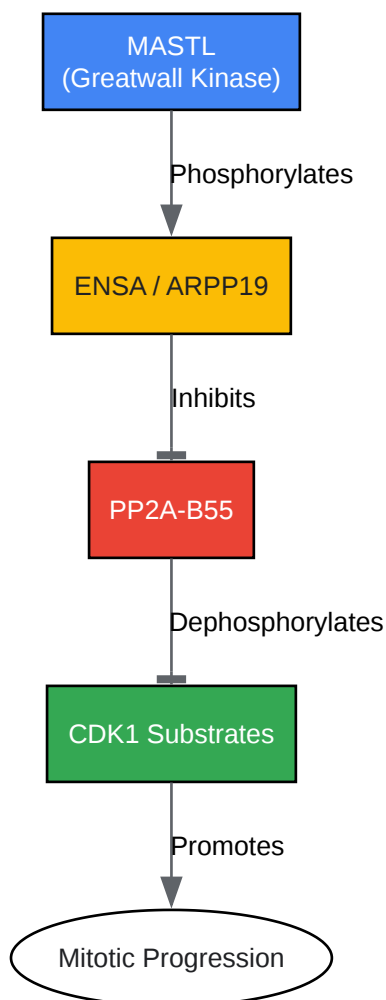 MASTL
(Greatwall Kinase)
Phosphorylates
ENSA / ARPP19
Inhibits
PP2A-B55
Dephosphorylates
CDK1 Substrates
Promotes
Mitotic Progression